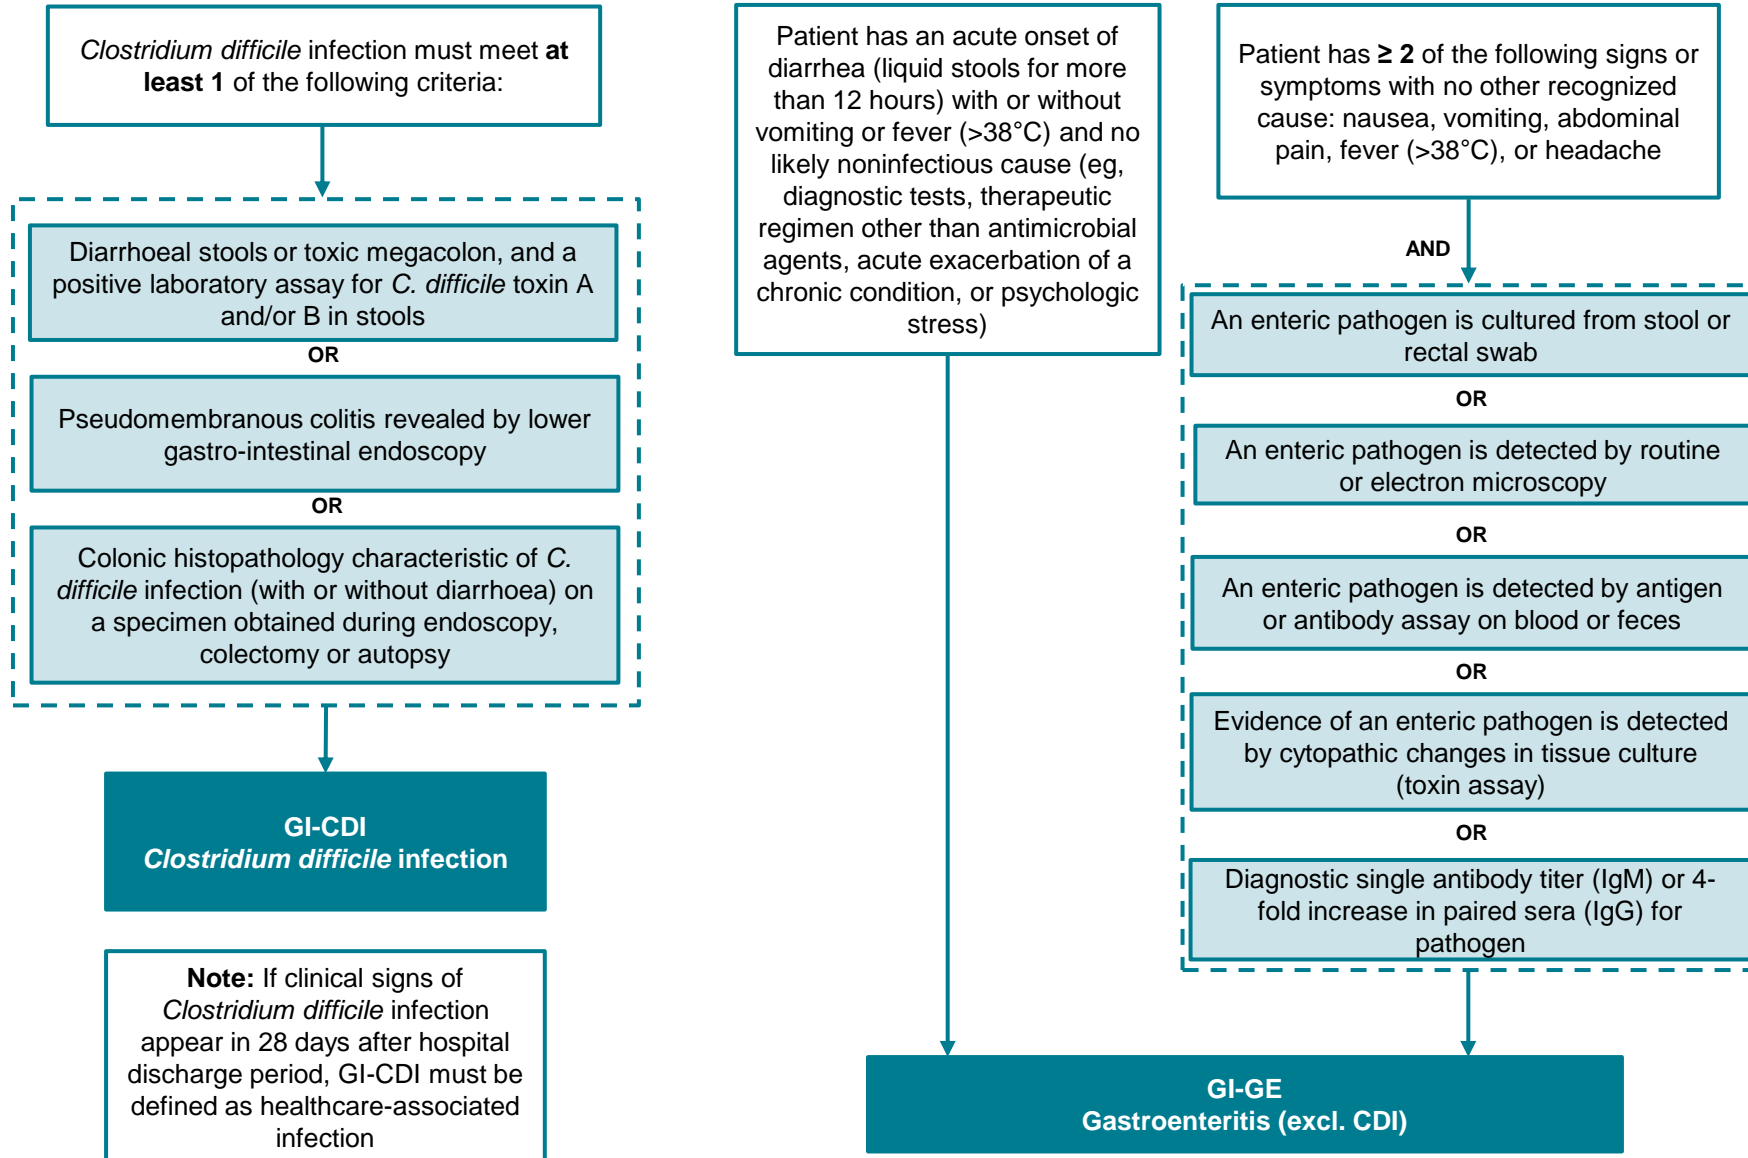 Clostridium difficile infection must meet at
least 1 of the following criteria:
Diarrhoeal stools or toxic megacolon, and a
positive laboratory assay for C. difficile toxin A
and/or B in stools
OR
Pseudomembranous colitis revealed by lower
gastro-intestinal endoscopy
OR
Colonic histopathology characteristic of C.
difficile infection (with or without diarrhoea) on
a specimen obtained during endoscopy,
colectomy or autopsy
GI-CDI
Clostridium difficile infection
Note: If clinical signs of
Clostridium difficile infection
appear in 28 days after hospital
discharge period, GI-CDI must be
defined as healthcare-associated
infection
Patient has an acute onset of
diarrhea (liquid stools for more
than 12 hours) with or without
vomiting or fever (>38°C) and no
likely noninfectious cause (eg,
diagnostic tests, therapeutic
regimen other than antimicrobial
agents, acute exacerbation of a
chronic condition, or psychologic
stress)
Patient has ≥ 2 of the following signs or
symptoms with no other recognized
cause: nausea, vomiting, abdominal
pain, fever (>38°C), or headache
AND
An enteric pathogen is cultured from stool or
rectal swab
OR
An enteric pathogen is detected by routine
or electron microscopy
OR
An enteric pathogen is detected by antigen
or antibody assay on blood or feces
OR
Evidence of an enteric pathogen is detected
by cytopathic changes in tissue culture
(toxin assay)
OR
Diagnostic single antibody titer (IgM) or 4-
fold increase in paired sera (IgG) for
pathogen
GI-GE
Gastroenteritis (excl. CDI)